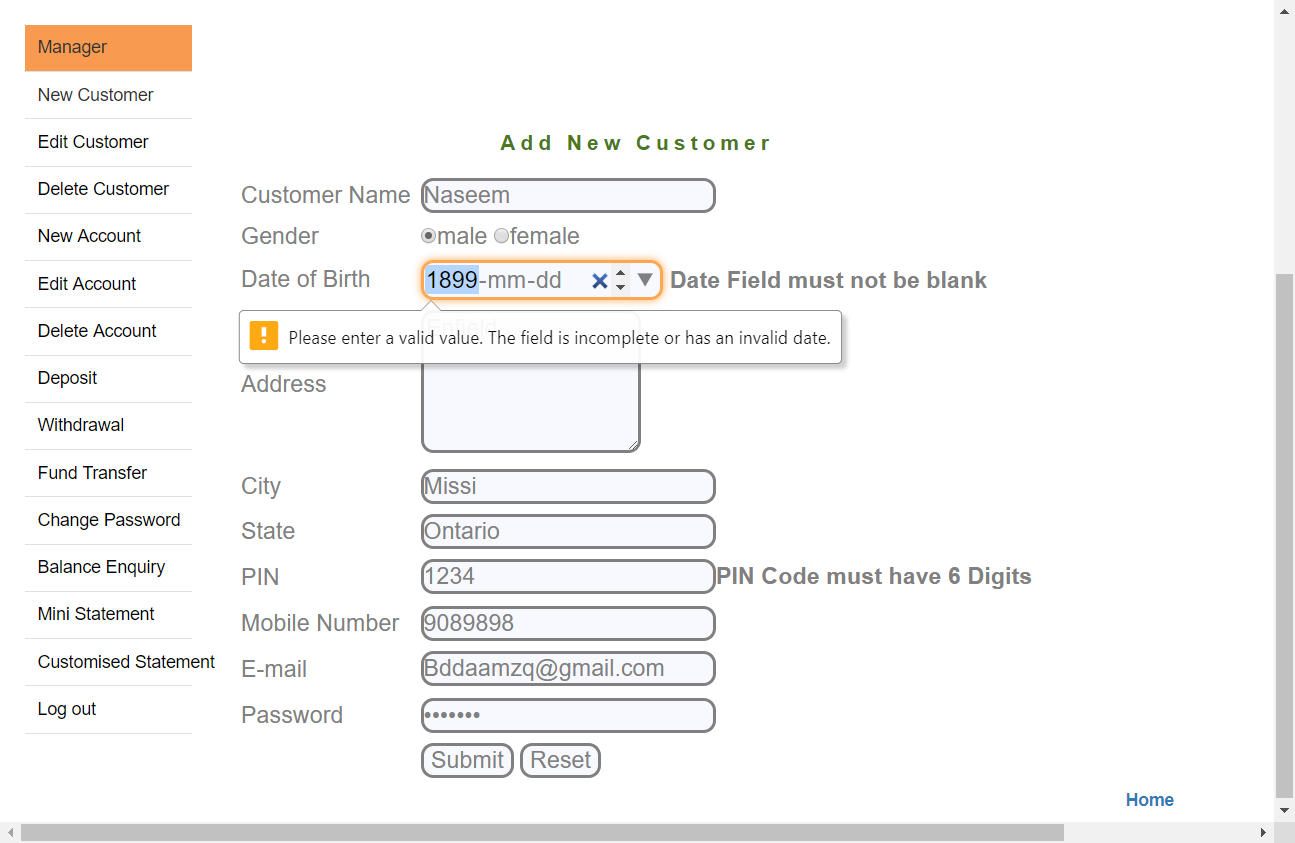 Manager
New Customer
Edit Customer
Delete Customer
New Account
Edit Account
Delete Account
Deposit
Withdrawal
Fund Transfer
Change Password
Balance Enquiry
Mini Statement
Customised Statement
Log out
Add New Customer
Customer Name Naseem
Gender male female
Date of Birth 1899-mm-dd Date Field must not be blank
Enfield
Please enter a valid value. The field is incomplete or has an invalid date.
Address
City Missi
State Ontario
PIN 1234 PIN Code must have 6 Digits
Mobile Number 9089898
E-mail Bddaamzq@gmail.com
Password •••••••
Submit Reset
Home